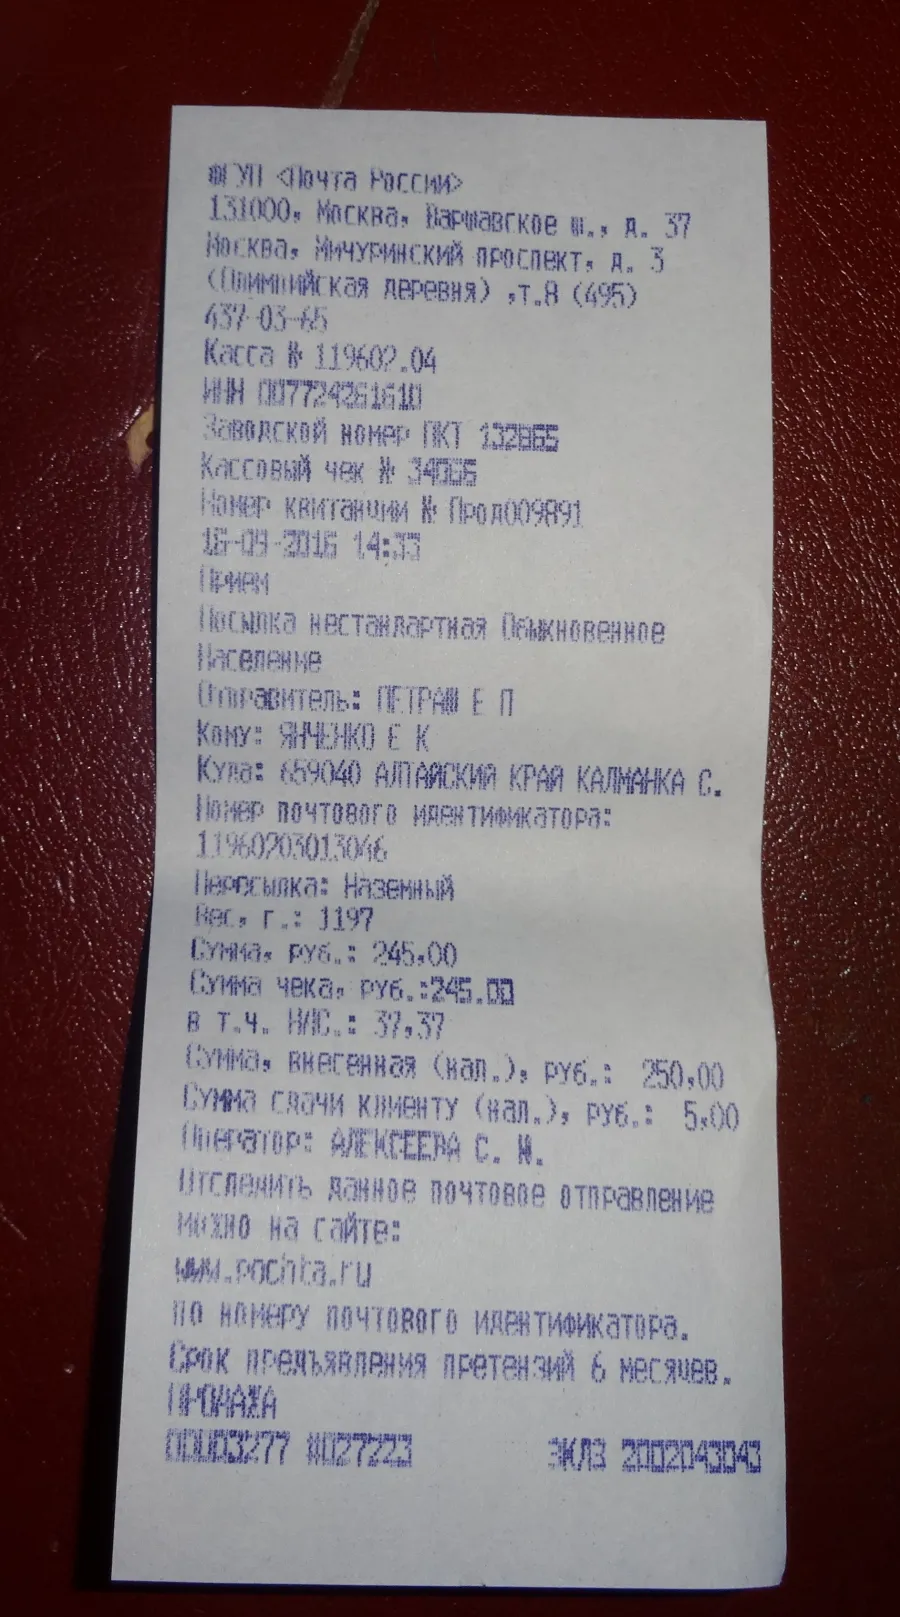 ФГУП <Почта России>
131000, Москва, Варшавское ш., д. 37
Москва, Мичуринский проспект, д. 3
(Олимпийская деревня) ,т.8 (495)
437-03-65
Касса № 119602.04
ИНН 007724261610
Заводской номер ПКТ 132865
Кассовый чек № 34066
Номер квитанции № Прод009891
16-09-2016 14:33
Прием
Посылка нестандартная Обыкновенное
Население
Отправитель: ПЕТРАШ Е П
Кому: ЯНЧЕНКО Е К
Куда: 659040 АЛТАЙСКИЙ КРАЙ КАЛМАНКА С.
Номер почтового идентификатора:
11960203013046
Пересылка: Наземный
Вес, г.: 1197
Сумма, руб.: 245,00
Сумма чека, руб.:245.00
в т.ч. НДС.: 37,37
Сумма, внесенная (нал.), руб.: 250,00
Сумма сдачи клиенту (нал.), руб.: 5,00
Оператор: АЛЕКСЕЕВА С. М.
Отследить данное почтовое отправление
можно на сайте:
www.pochta.ru
по номеру почтового идентификатора.
Срок предъявления претензий 6 месяцев.
ПРОДАЖА
00003277 #027223 ЭКЛЗ 2002043043